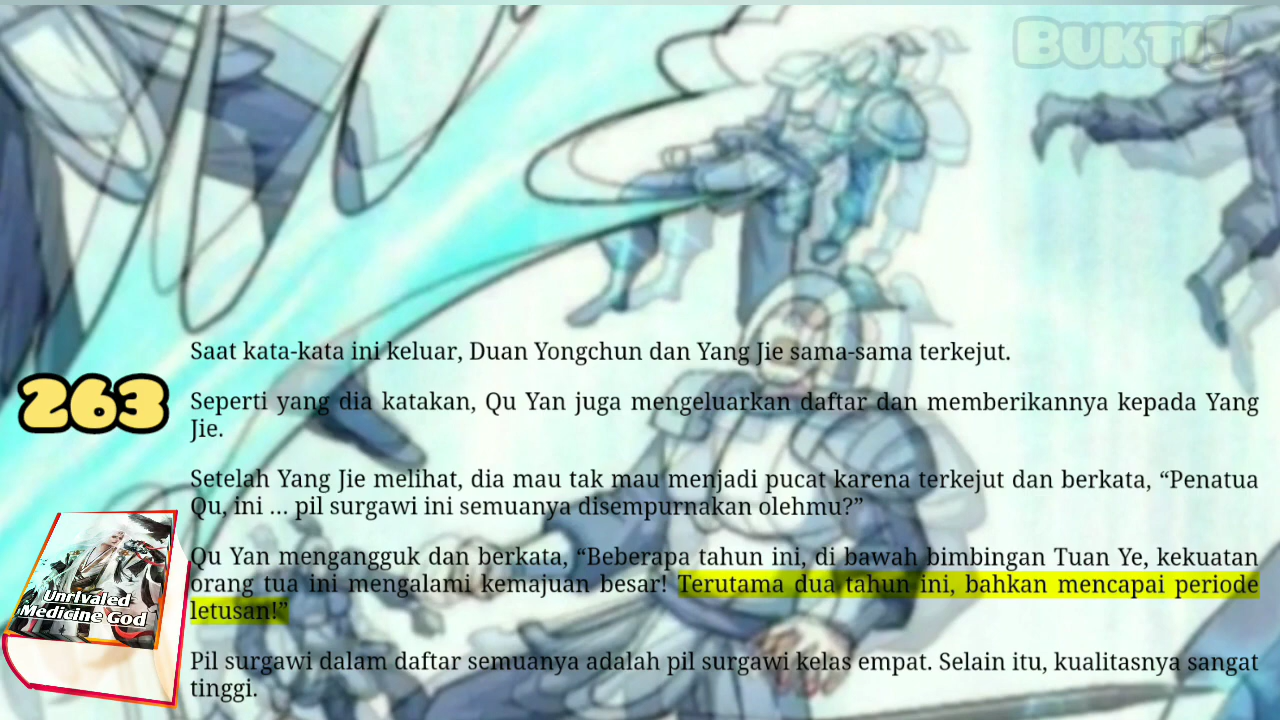 BUKTI!
Saat kata-kata ini keluar, Duan Yongchun dan Yang Jie sama-sama terkejut.
263
Seperti yang dia katakan, Qu Yan juga mengeluarkan daftar dan memberikannya kepada Yang
Jie.
Setelah Yang Jie melihat, dia mau tak mau menjadi pucat karena terkejut dan berkata, “Penatua
Qu, ini ... pil surgawi ini semuanya disempurnakan olehmu?”
Qu Yan mengangguk dan berkata, “Beberapa tahun ini, di bawah bimbingan Tuan Ye, kekuatan
orang tua ini mengalami kemajuan besar! Terutama dua tahun ini, bahkan mencapai periode
letusan!”
Pil surgawi dalam daftar semuanya adalah pil surgawi kelas empat. Selain itu, kualitasnya sangat
tinggi.
Unrivaled
Medicine God